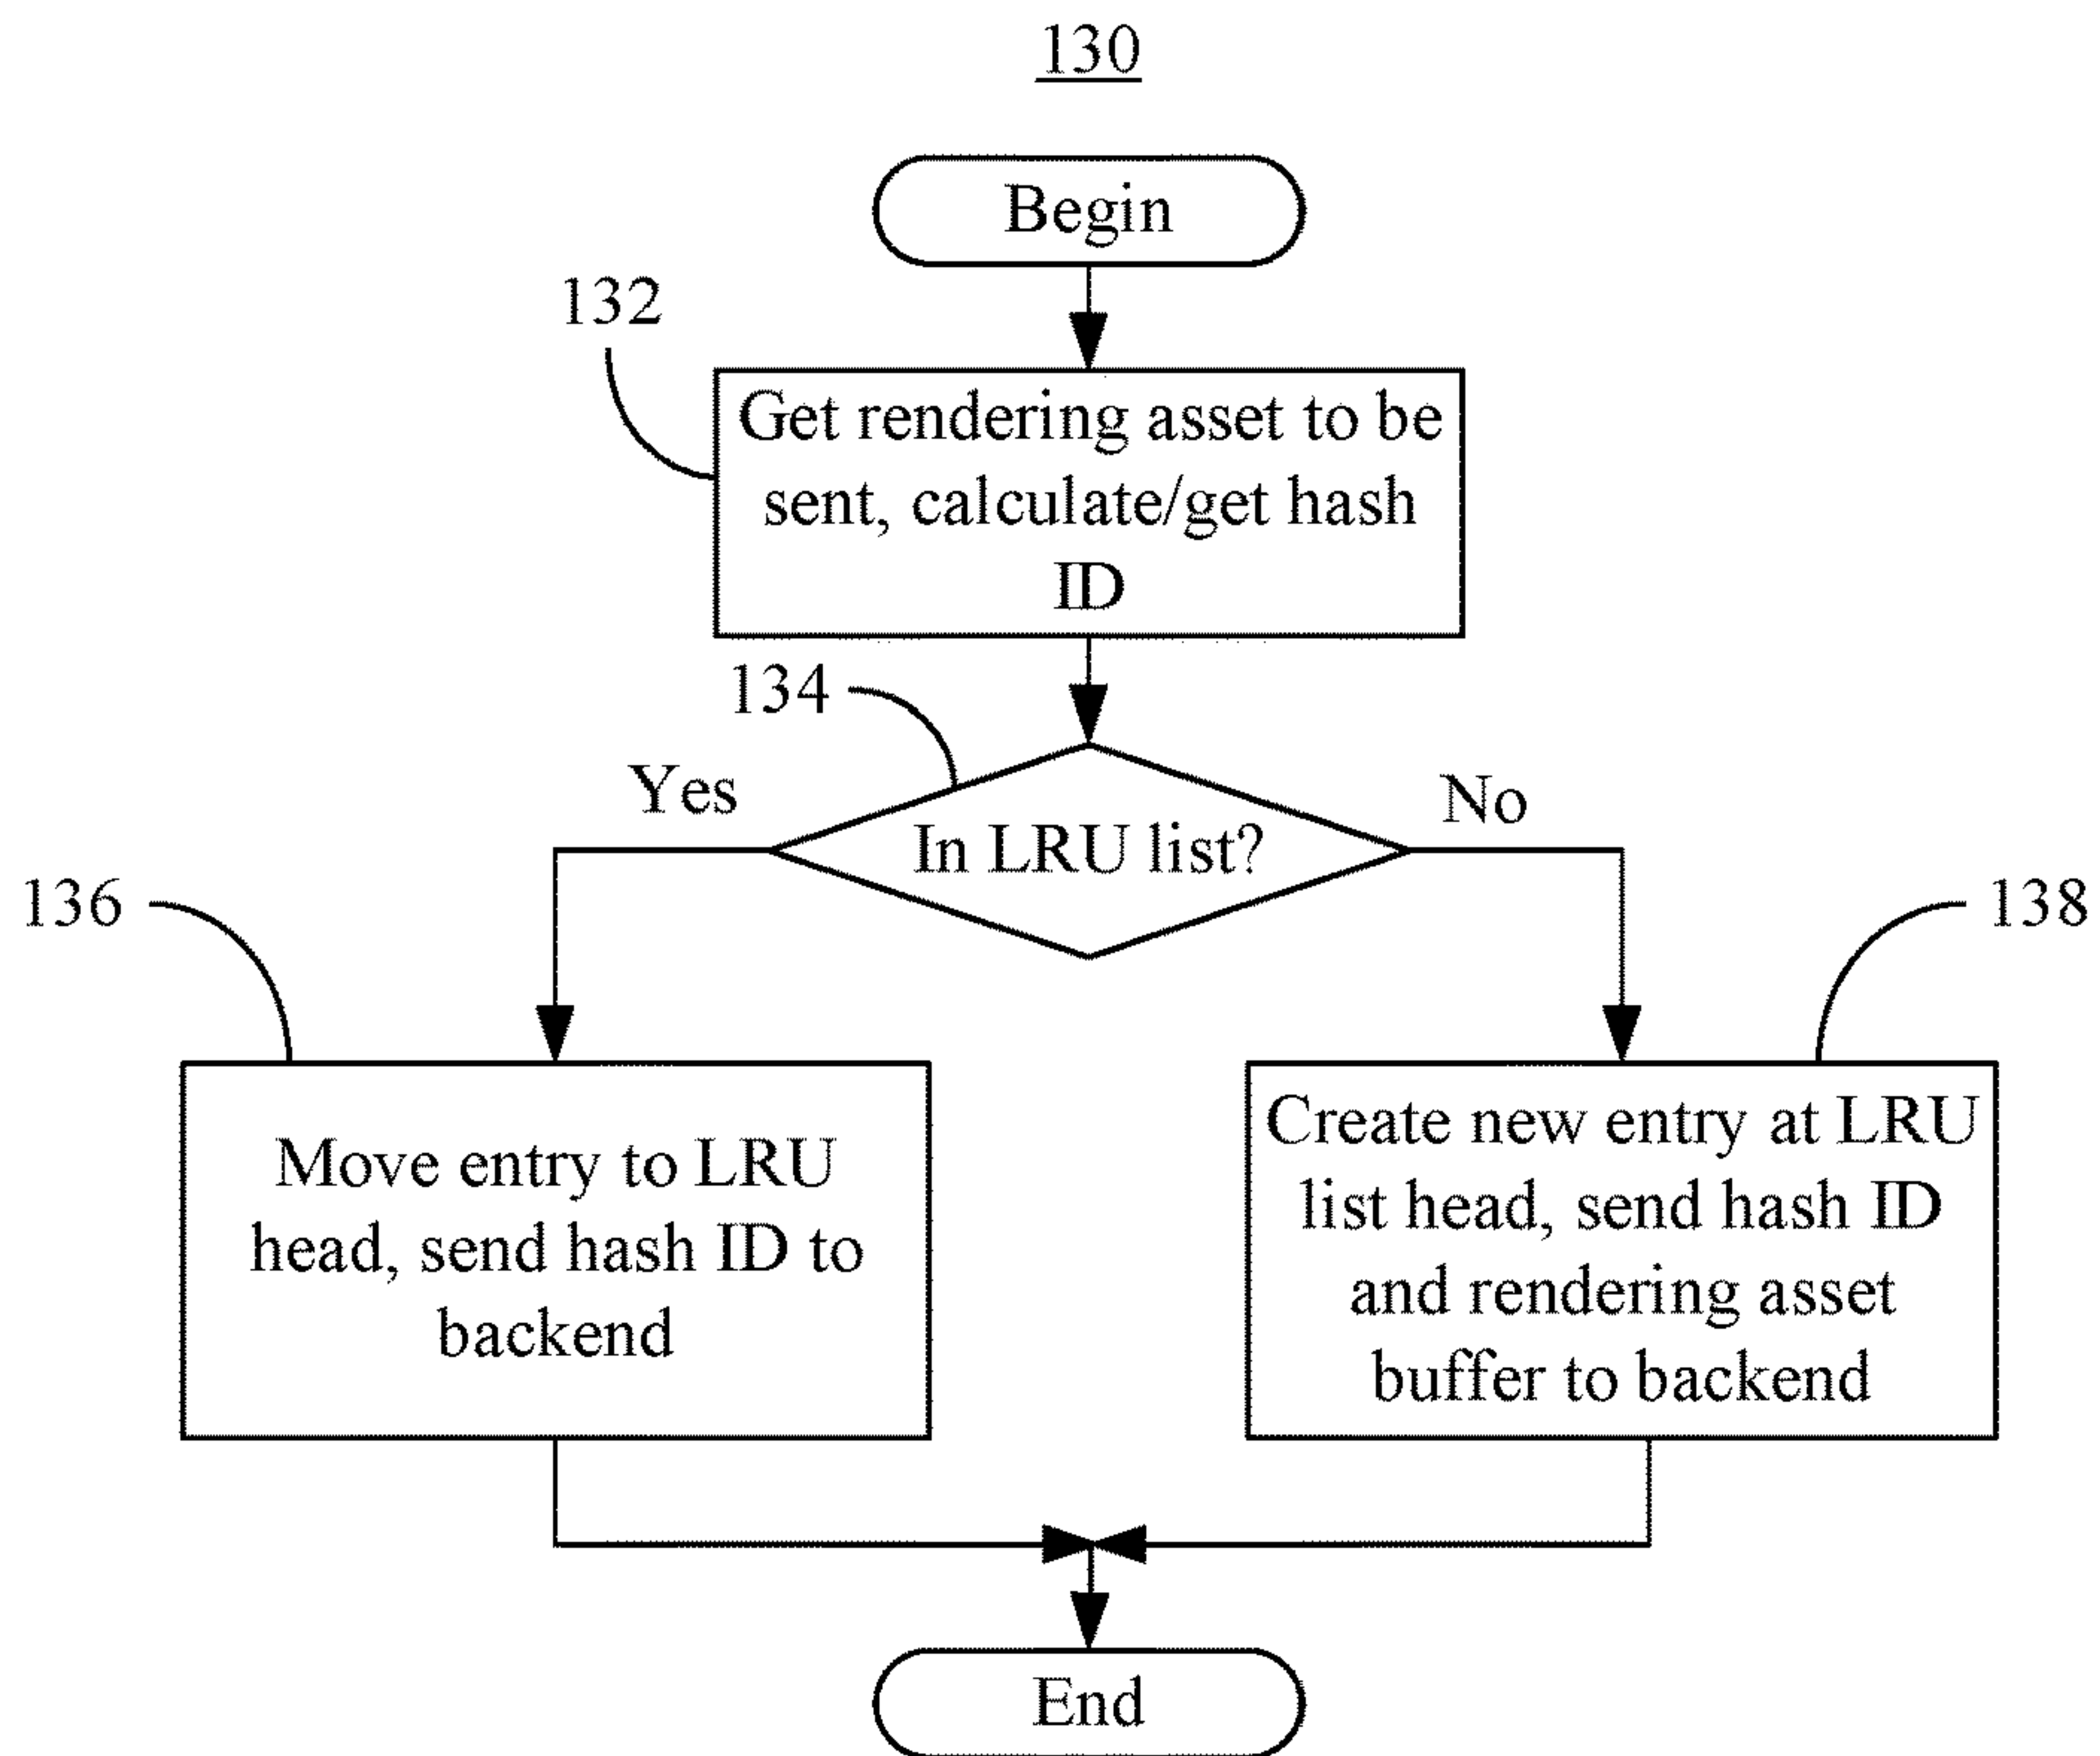 130
Begin
132
Get rendering asset to be
sent, calculate/get hash
ID
134
Yes
No
In LRU list?
136
138
Move entry to LRU
head, send hash ID to
backend
Create new entry at LRU
list head, send hash ID
and rendering asset
buffer to backend
End